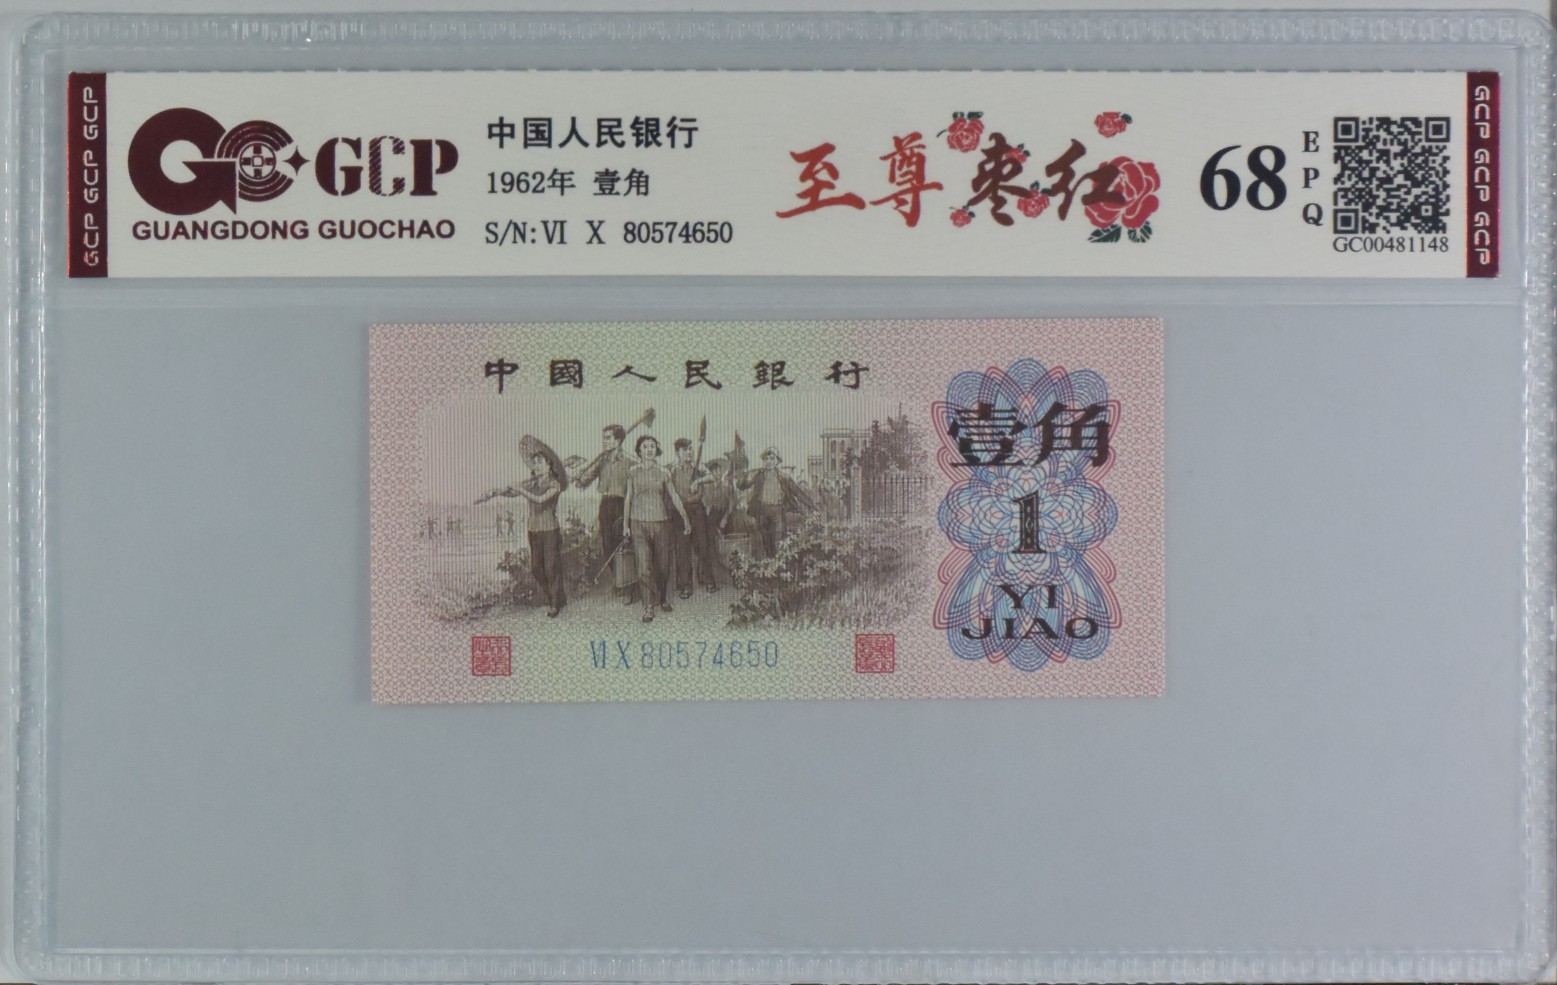 GCP GCP GCP
GCP
GUANGDONG GUOCHAO
中国人民银行
1962年 壹角
S/N: VI X 80574650
至尊枣红
68
EPQ
GC00481148
GCP GCP GCP
中國人民銀行
壹角
1
YI
JIAO
VI X 80574650